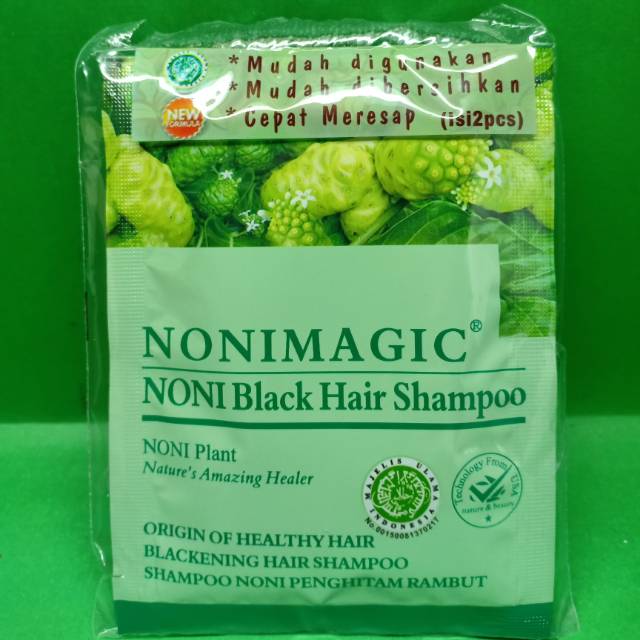 *Mudah digunakan
*Mudah dibersihkan
*Cepat Meresap (isi2pcs)
NEW
FORMULA
NONIMAGIC®
NONI Black Hair Shampoo
NONI Plant
Nature's Amazing Healer
MAJELIS ULAMA
INDONESIA
No.00150081370217
Technology From USA
nature & beauty
ORIGIN OF HEALTHY HAIR
BLACKENING HAIR SHAMPOO
SHAMPOO NONI PENGHITAM RAMBUT